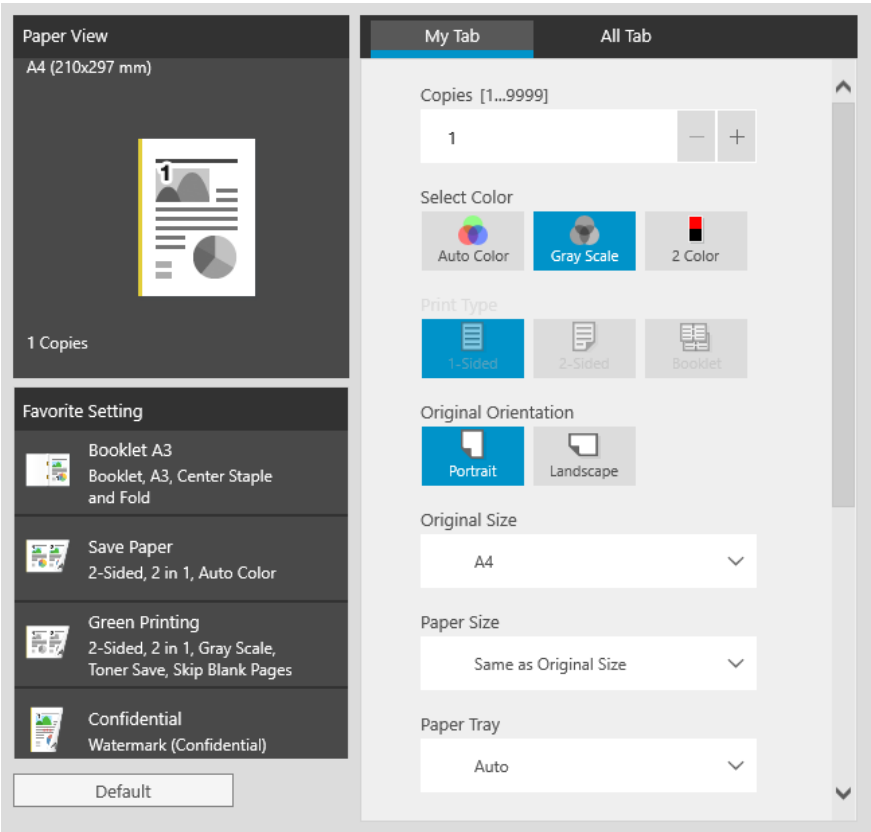 Paper View
A4 (210x297 mm)
1
1 Copies
Favorite Setting
Booklet A3
Booklet, A3, Center Staple
and Fold
Save Paper
2-Sided, 2 in 1, Auto Color
Green Printing
2-Sided, 2 in 1, Gray Scale,
Toner Save, Skip Blank Pages
Confidential
Watermark (Confidential)
Default
My Tab All Tab
Copies [1...9999]
1
Select Color
Auto Color Gray Scale 2 Color
Print Type
1-Sided 2-Sided Booklet
Original Orientation
Portrait Landscape
Original Size
A4
Paper Size
Same as Original Size
Paper Tray
Auto